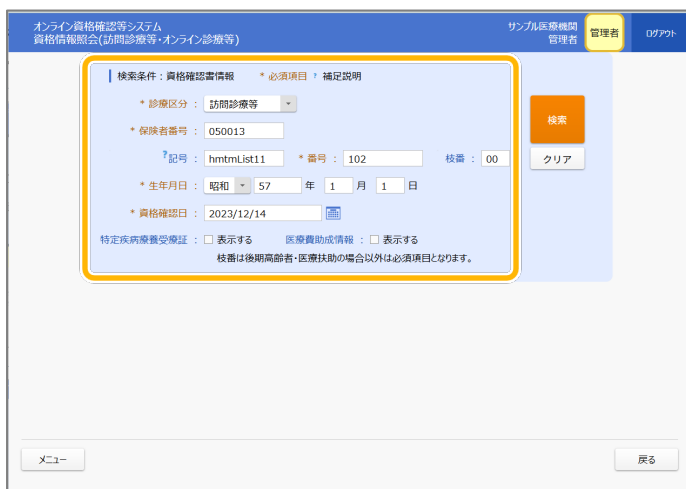 オンライン資格確認等システム
資格情報照会(訪問診療等・オンライン診療等)
サンプル医療機関
管理者
管理者
ログアウト
検索条件：資格確認書情報 * 必須項目 ? 補足説明
* 診療区分 ： 訪問診療等
* 保険者番号 ： 050013
?記号 ： hmtmList11 * 番号 ： 102 枝番 ： 00
* 生年月日 ： 昭和 57 年 1 月 1 日
* 資格確認日 ： 2023/12/14
特定疾病療養受療証 ： 表示する 医療費助成情報 ： 表示する
枝番は後期高齢者・医療扶助の場合以外は必須項目となります。
検索
クリア
メニュー
戻る